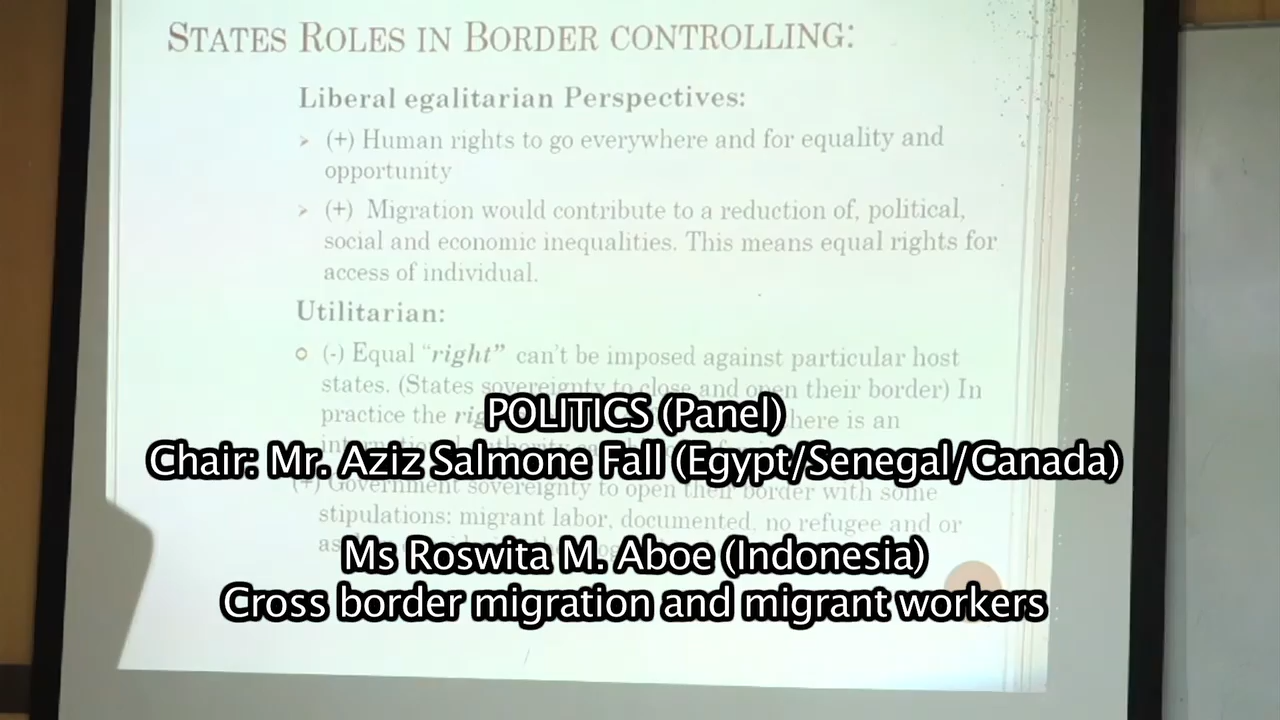 STATES ROLES IN BORDER CONTROLLING:
Liberal egalitarian Perspectives:
(+) Human rights to go everywhere and for equality and
opportunity
(+) Migration would contribute to a reduction of, political,
social and economic inequalities. This means equal rights for
access of individual.
Utilitarian:
(-) Equal "right" can't be imposed against particular host
states. (States sovereignty to close and open their border) In
practice the here is an
POLITICS (Panel)
Chair: Mr. Aziz Salmone Fall (Egypt/Senegal/Canada)
(+) Government sovereignty to open their border with some
stipulations: migrant labor, documented, no refugee and or
Ms Roswita M. Aboe (Indonesia)
Cross border migration and migrant workers